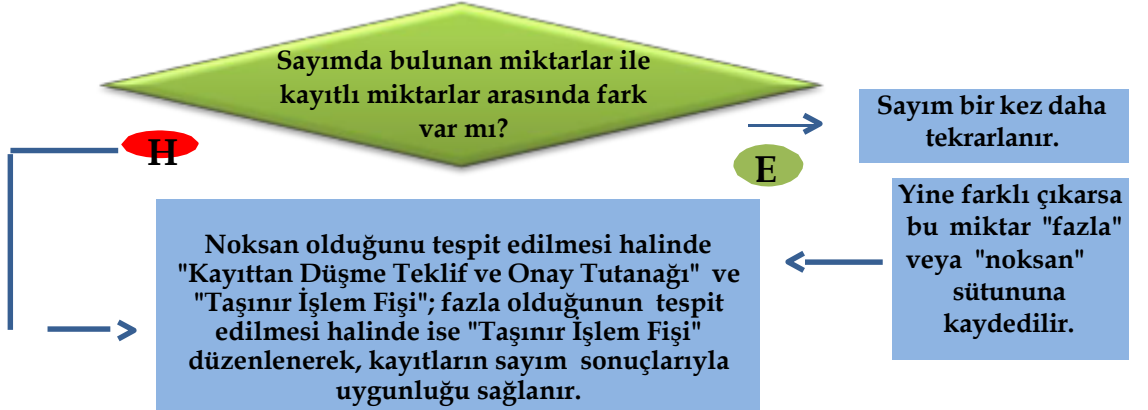 Sayımda bulunan miktarlar ile
kayıtlı miktarlar arasında fark
var mı?
H
E
Sayım bir kez daha
tekrarlanır.
Yine farklı çıkarsa
bu miktar "fazla"
veya "noksan"
sütununa
kaydedilir.
Noksan olduğunu tespit edilmesi halinde
"Kayıttan Düşme Teklif ve Onay Tutanağı" ve
"Taşınır İşlem Fişi"; fazla olduğunun tespit
edilmesi halinde ise "Taşınır İşlem Fişi"
düzenlenerek, kayıtların sayım sonuçlarıyla
uygunluğu sağlanır.